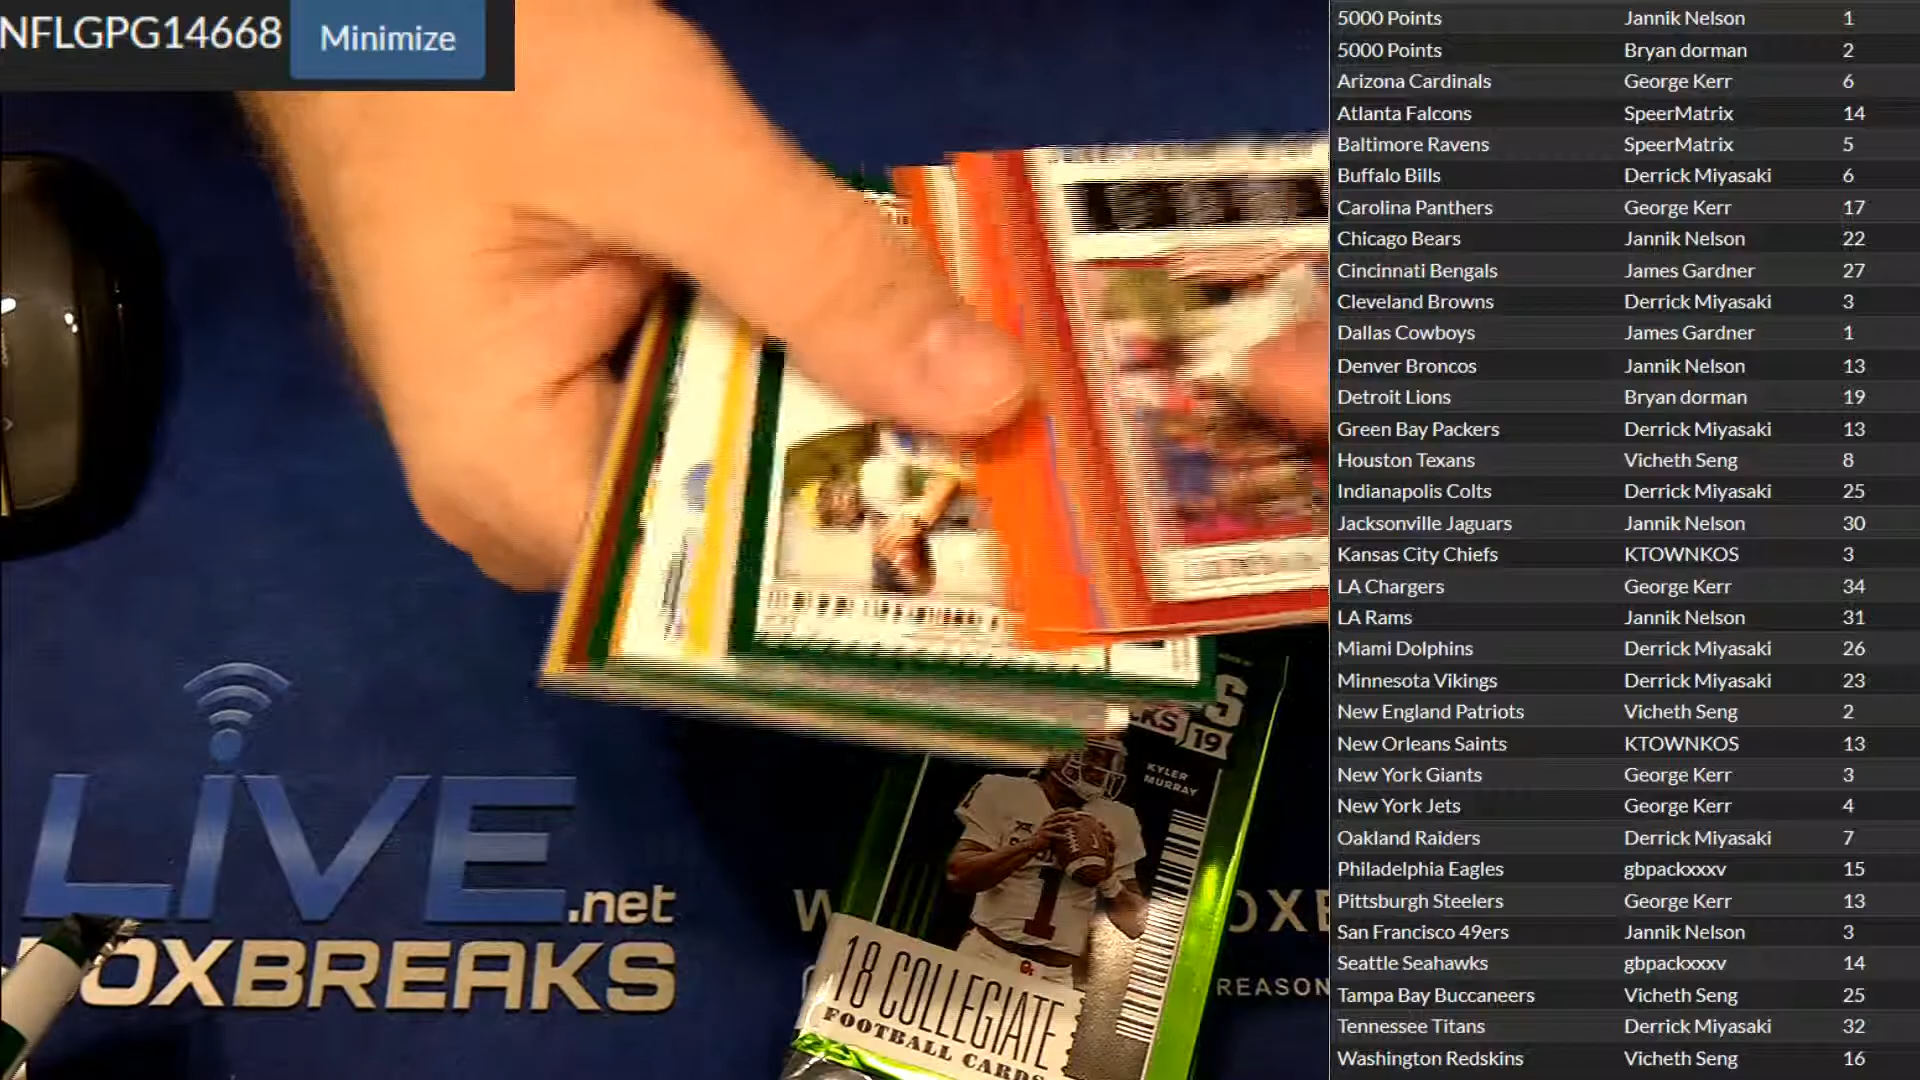 NFLGPG14668 Minimize
5000 Points Jannik Nelson 1
5000 Points Bryan dorman 2
Arizona Cardinals George Kerr 6
Atlanta Falcons SpeerMatrix 14
Baltimore Ravens SpeerMatrix 5
Buffalo Bills Derrick Miyasaki 6
Carolina Panthers George Kerr 17
Chicago Bears Jannik Nelson 22
Cincinnati Bengals James Gardner 27
Cleveland Browns Derrick Miyasaki 3
Dallas Cowboys James Gardner 1
Denver Broncos Jannik Nelson 13
Detroit Lions Bryan dorman 19
Green Bay Packers Derrick Miyasaki 13
Houston Texans Vicheth Seng 8
Indianapolis Colts Derrick Miyasaki 25
Jacksonville Jaguars Jannik Nelson 30
Kansas City Chiefs KTOWNKOS 3
LA Chargers George Kerr 34
LA Rams Jannik Nelson 31
Miami Dolphins Derrick Miyasaki 26
Minnesota Vikings Derrick Miyasaki 23
New England Patriots Vicheth Seng 2
New Orleans Saints KTOWNKOS 13
New York Giants George Kerr 3
New York Jets George Kerr 4
Oakland Raiders Derrick Miyasaki 7
Philadelphia Eagles gbpackxxxv 15
Pittsburgh Steelers George Kerr 13
San Francisco 49ers Jannik Nelson 3
Seattle Seahawks gbpackxxxv 14
Tampa Bay Buccaneers Vicheth Seng 25
Tennessee Titans Derrick Miyasaki 32
Washington Redskins Vicheth Seng 16
LiVE.net
BOXBREAKS
19
KYLER
MURRAY
1
18 COLLEGIATE
FOOTBALL CARDS
REASON